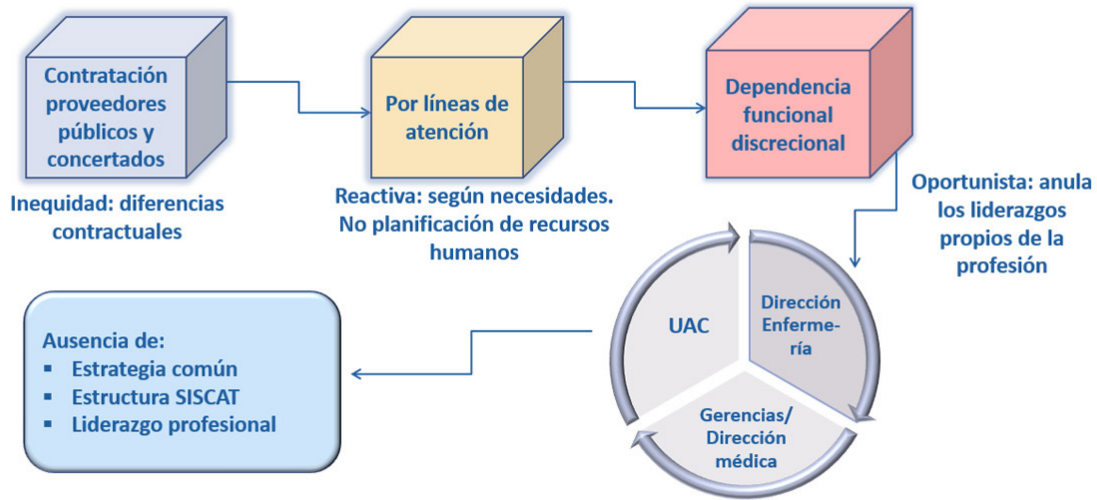 Contratación
proveedores
públicos y
concertados
Inequidad: diferencias
contractuales
Por líneas de
atención
Reactiva: según necesidades.
No planificación de recursos
humanos
Dependencia
funcional
discrecional
Oportunista: anula
los liderazgos
propios de la
profesión
Dirección
Enferme-
ría
Gerencias/
Dirección
médica
UAC
Ausencia de:
▪ Estrategia común
▪ Estructura SISCAT
▪ Liderazgo profesional